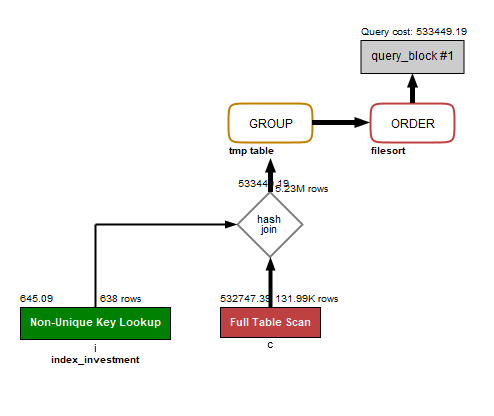 Query cost: 533449.19
query_block #1
GROUP
ORDER
tmp table
filesort
533449.19
5.23M rows
hash
join
645.09
638 rows
532747.39
131.99K rows
Non-Unique Key Lookup
Full Table Scan
i
c
index_investment